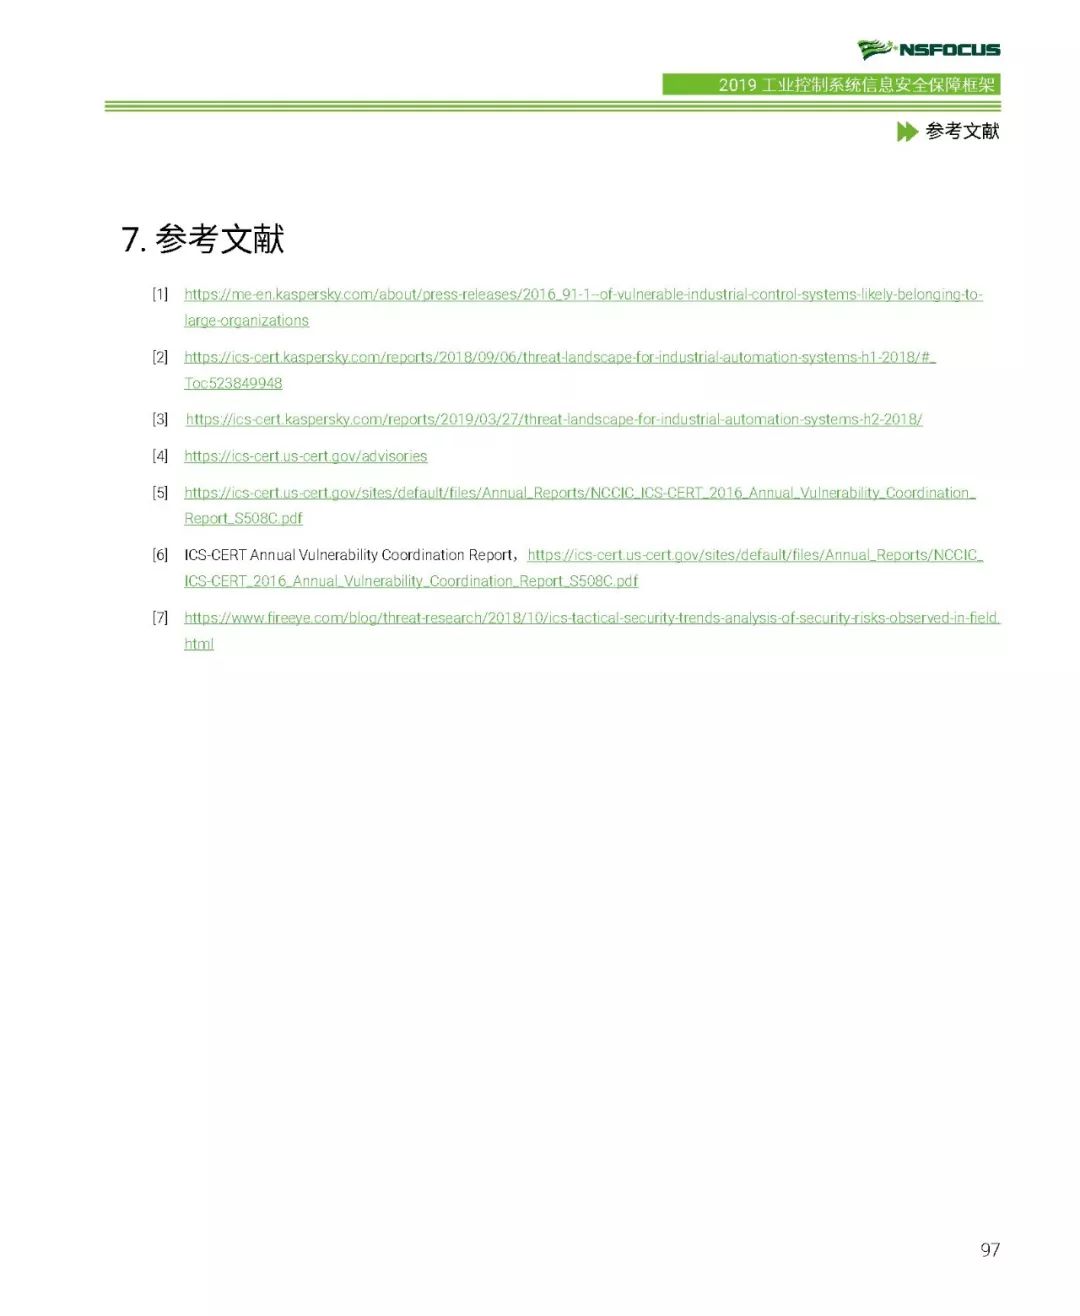 NSFOCUS
2019 工业控制系统信息安全保障框架
参考文献
7. 参考文献
[1] https://me-en.kaspersky.com/about/press-releases/2016_91-1--of-vulnerable-industrial-control-systems-likely-belonging-to-
large-organizations
[2] https://ics-cert.kaspersky.com/reports/2018/09/06/threat-landscape-for-industrial-automation-systems-h1-2018/#_
Toc523849948
[3] https://ics-cert.kaspersky.com/reports/2019/03/27/threat-landscape-for-industrial-automation-systems-h2-2018/
[4] https://ics-cert.us-cert.gov/advisories
[5] https://ics-cert.us-cert.gov/sites/default/files/Annual_Reports/NCCIC_ICS-CERT_2016_Annual_Vulnerability_Coordination_
Report_S508C.pdf
[6] ICS-CERT Annual Vulnerability Coordination Report，https://ics-cert.us-cert.gov/sites/default/files/Annual_Reports/NCCIC_
ICS-CERT_2016_Annual_Vulnerability_Coordination_Report_S508C.pdf
[7] https://www.fireeye.com/blog/threat-research/2018/10/ics-tactical-security-trends-analysis-of-security-risks-observed-in-field.
html
97